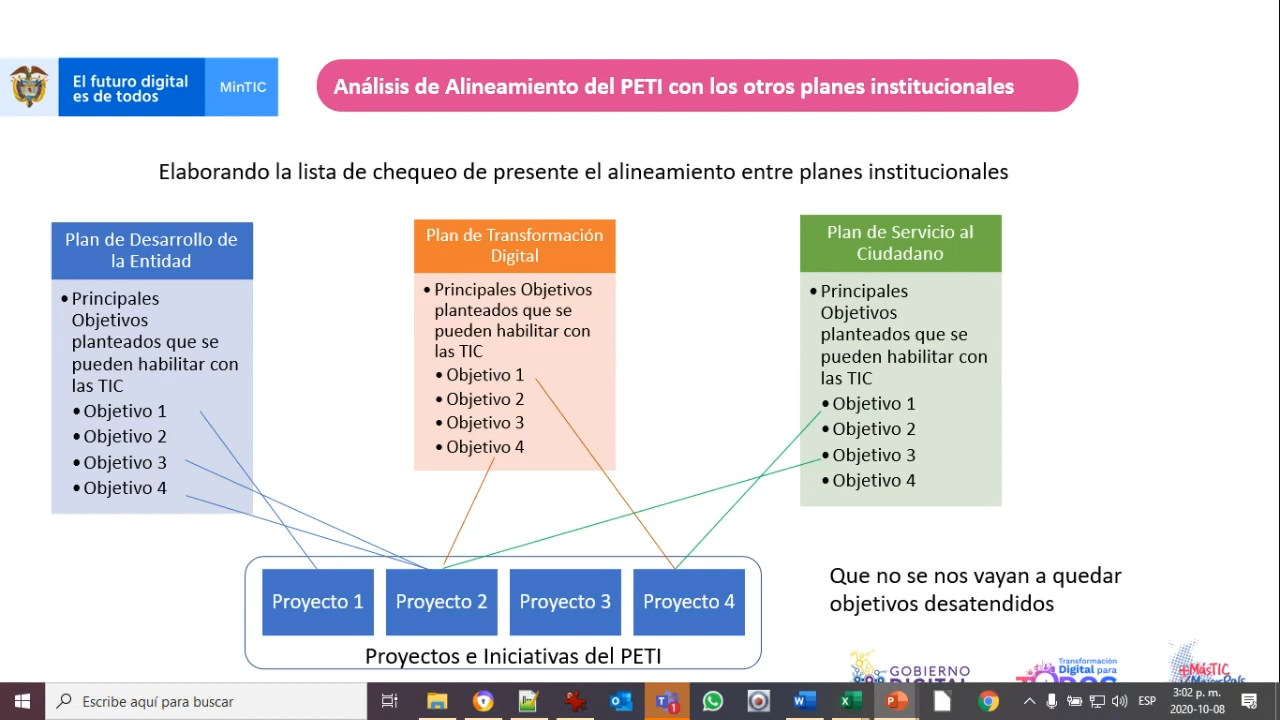 El futuro digital
es de todos
MinTIC
Análisis de Alineamiento del PETI con los otros planes institucionales
Elaborando la lista de chequeo de presente el alineamiento entre planes institucionales
Plan de Desarrollo de
la Entidad
• Principales
Objetivos
planteados que se
pueden habilitar con
las TIC
• Objetivo 1
• Objetivo 2
• Objetivo 3
• Objetivo 4
Plan de Transformación
Digital
• Principales Objetivos
planteados que se
pueden habilitar con
las TIC
• Objetivo 1
• Objetivo 2
• Objetivo 3
• Objetivo 4
Plan de Servicio al
Ciudadano
• Principales
Objetivos
planteados que se
pueden habilitar con
las TIC
• Objetivo 1
• Objetivo 2
• Objetivo 3
• Objetivo 4
Proyecto 1
Proyecto 2
Proyecto 3
Proyecto 4
Proyectos e Iniciativas del PETI
Que no se nos vayan a quedar
objetivos desatendidos
GOBIERNO
DIGITAL
Transformación
Digital para
TODOS
+MásTIC
Escribe aquí para buscar
ESP
3:02 p. m.
2020-10-08